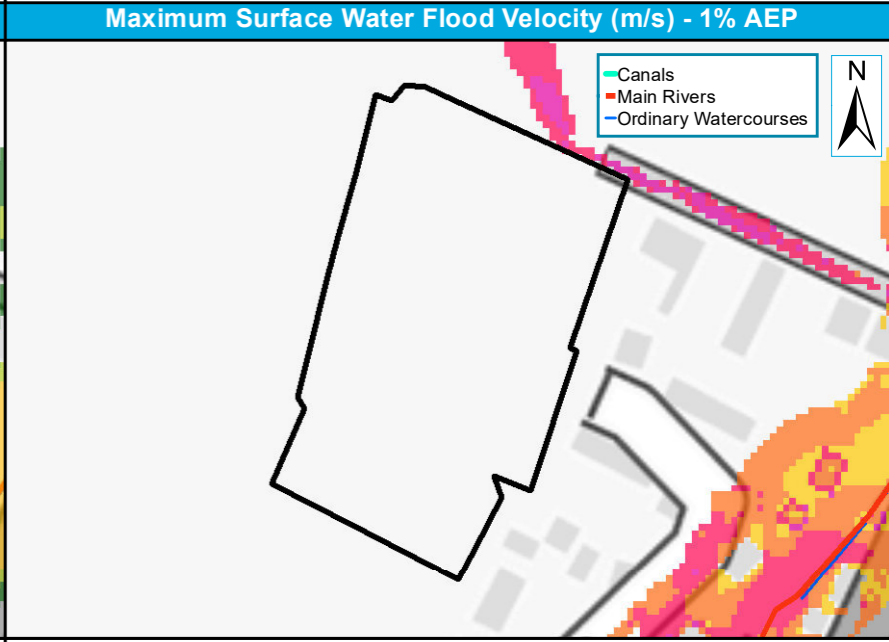 Maximum Surface Water Flood Velocity (m/s) - 1% AEP
Canals
Main Rivers
Ordinary Watercourses
N